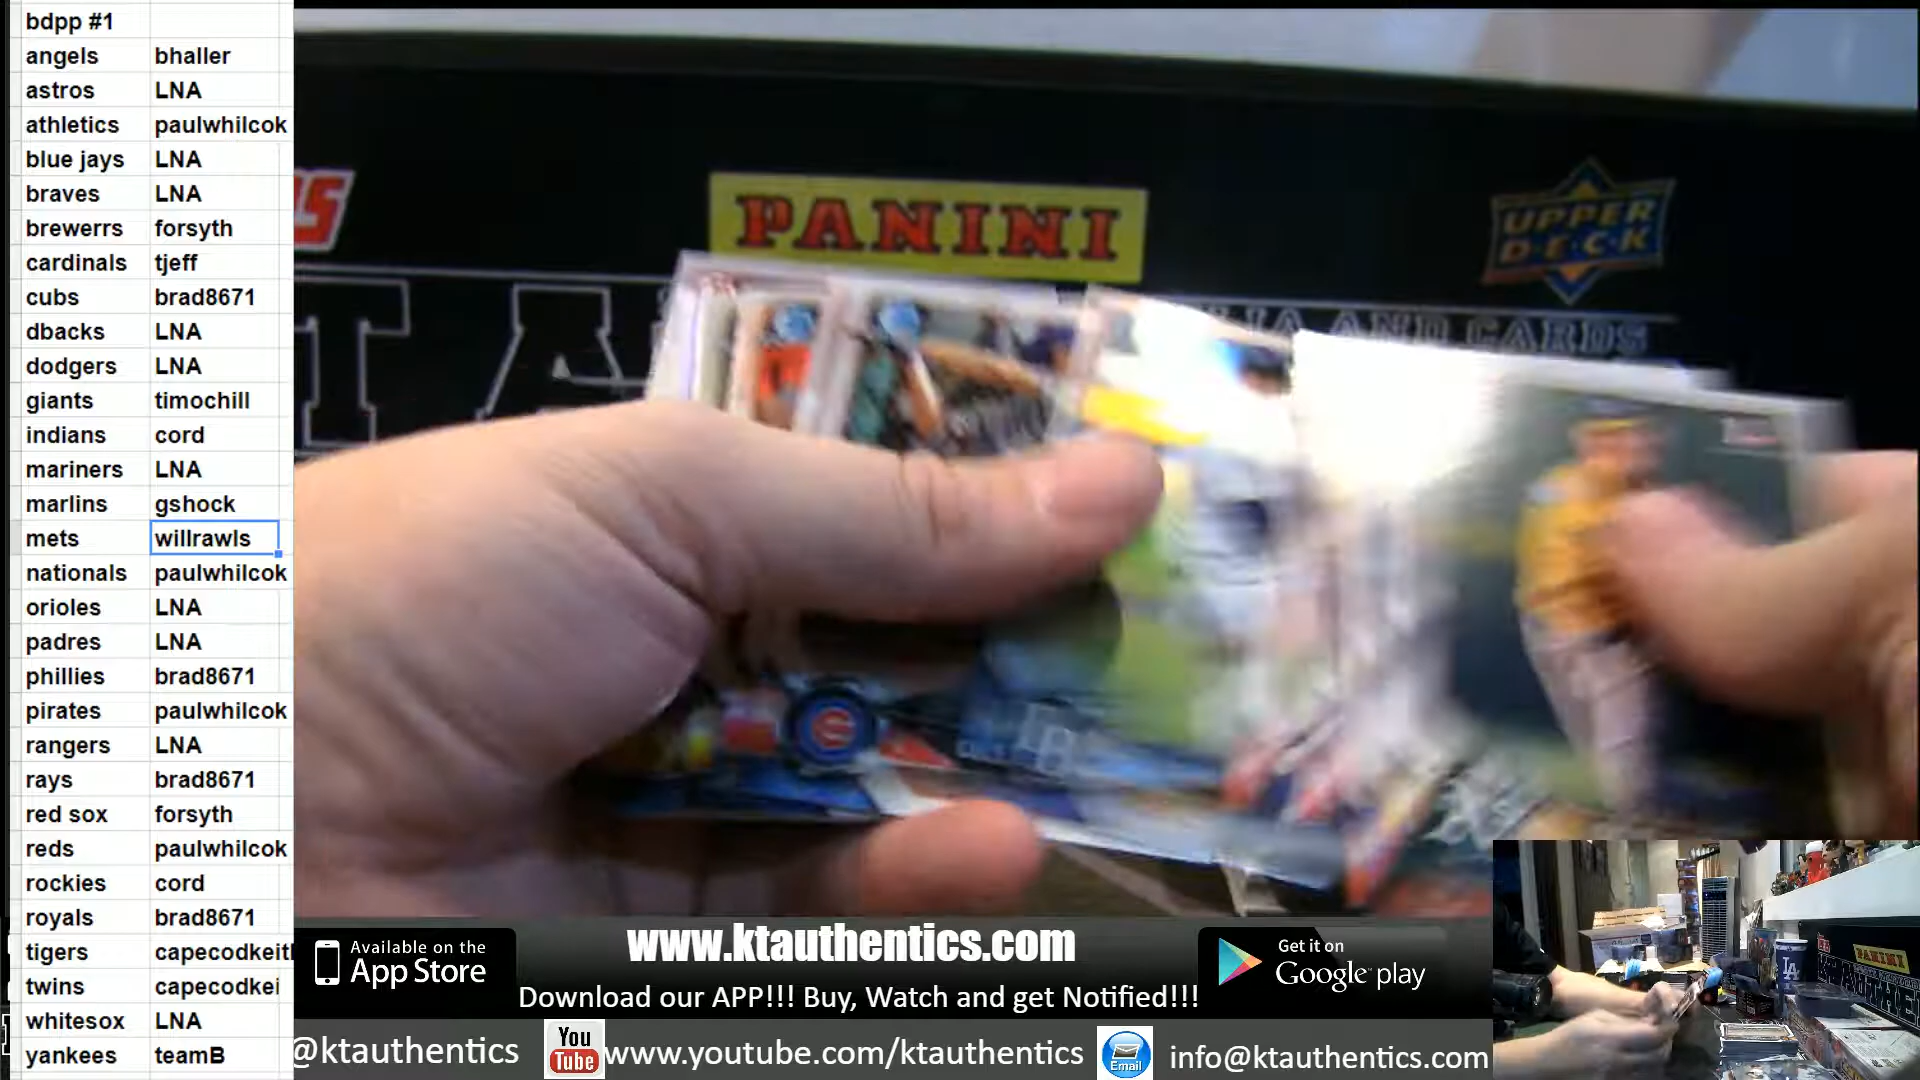 bdpp #1
angels bhaller
astros LNA
athletics paulwhilcok
blue jays LNA
braves LNA
brewerrs forsyth
cardinals tjeff
cubs brad8671
dbacks LNA
dodgers LNA
giants timochill
indians cord
mariners LNA
marlins gshock
mets willrawls
nationals paulwhilcok
orioles LNA
padres LNA
phillies brad8671
pirates paulwhilcok
rangers LNA
rays brad8671
red sox forsyth
reds paulwhilcok
rockies cord
royals brad8671
tigers capecodkeitl
twins capecodkei
whitesox LNA
yankees teamB
PANINI
UPPER
DECK
AND CARDS
Available on the
App Store
www.ktauthentics.com
Download our APP!!! Buy, Watch and get Notified!!!
Get it on
Google play
@ktauthentics
You
Tube
www.youtube.com/ktauthentics
Email
info@ktauthentics.com
LA
PANINI